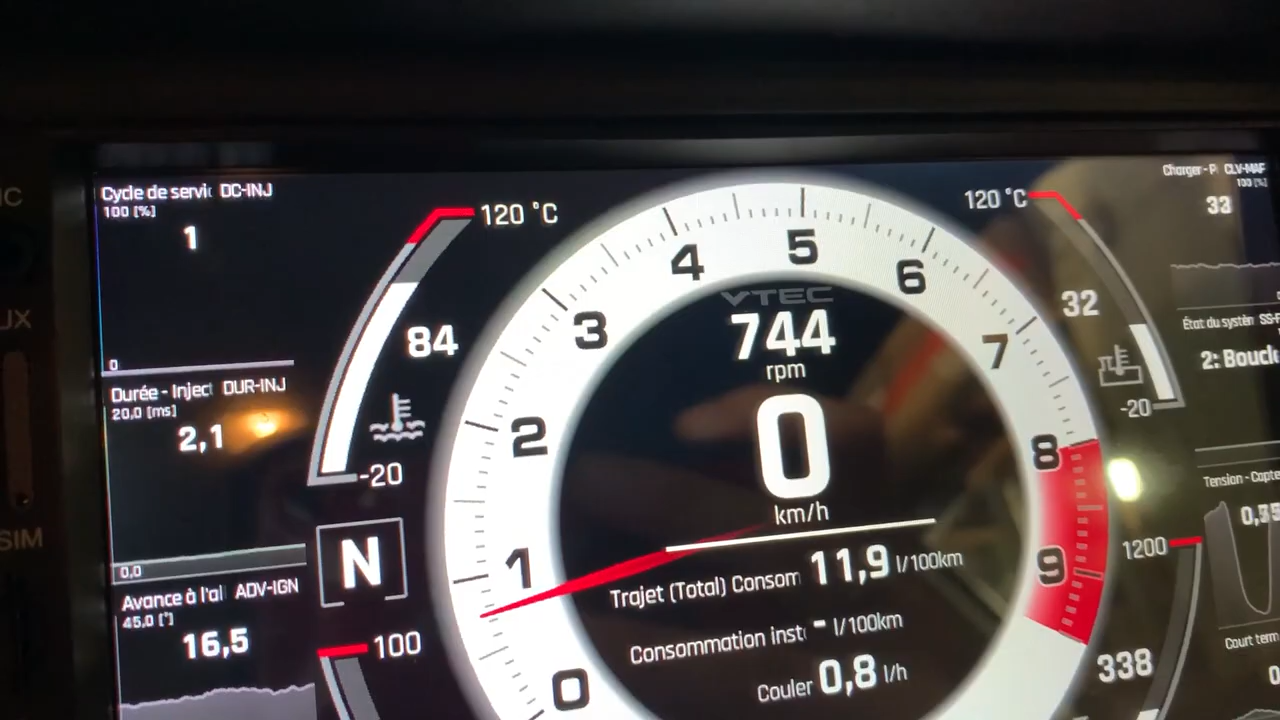 Cycle de servic DC-INJ
100 [%]
1
0
Durée - Inject DUR-INJ
20,0 [ms]
2,1
0,0
Avance à l'al ADV-IGN
45,0 [°]
16,5
120 °C
84
-20
N
100
0
1
2
3
4
5
6
7
8
9
VTEC
744
rpm
0
km/h
Trajet (Total) Consom 11,9 l/100km
Consommation inst - l/100km
Couler 0,8 l/h
120 °C
32
-20
1200
338
Charger - P CLV-MAF
100 [%]
33
État du systèm
2: Boucle
Tension - Capte
Court term
SIM